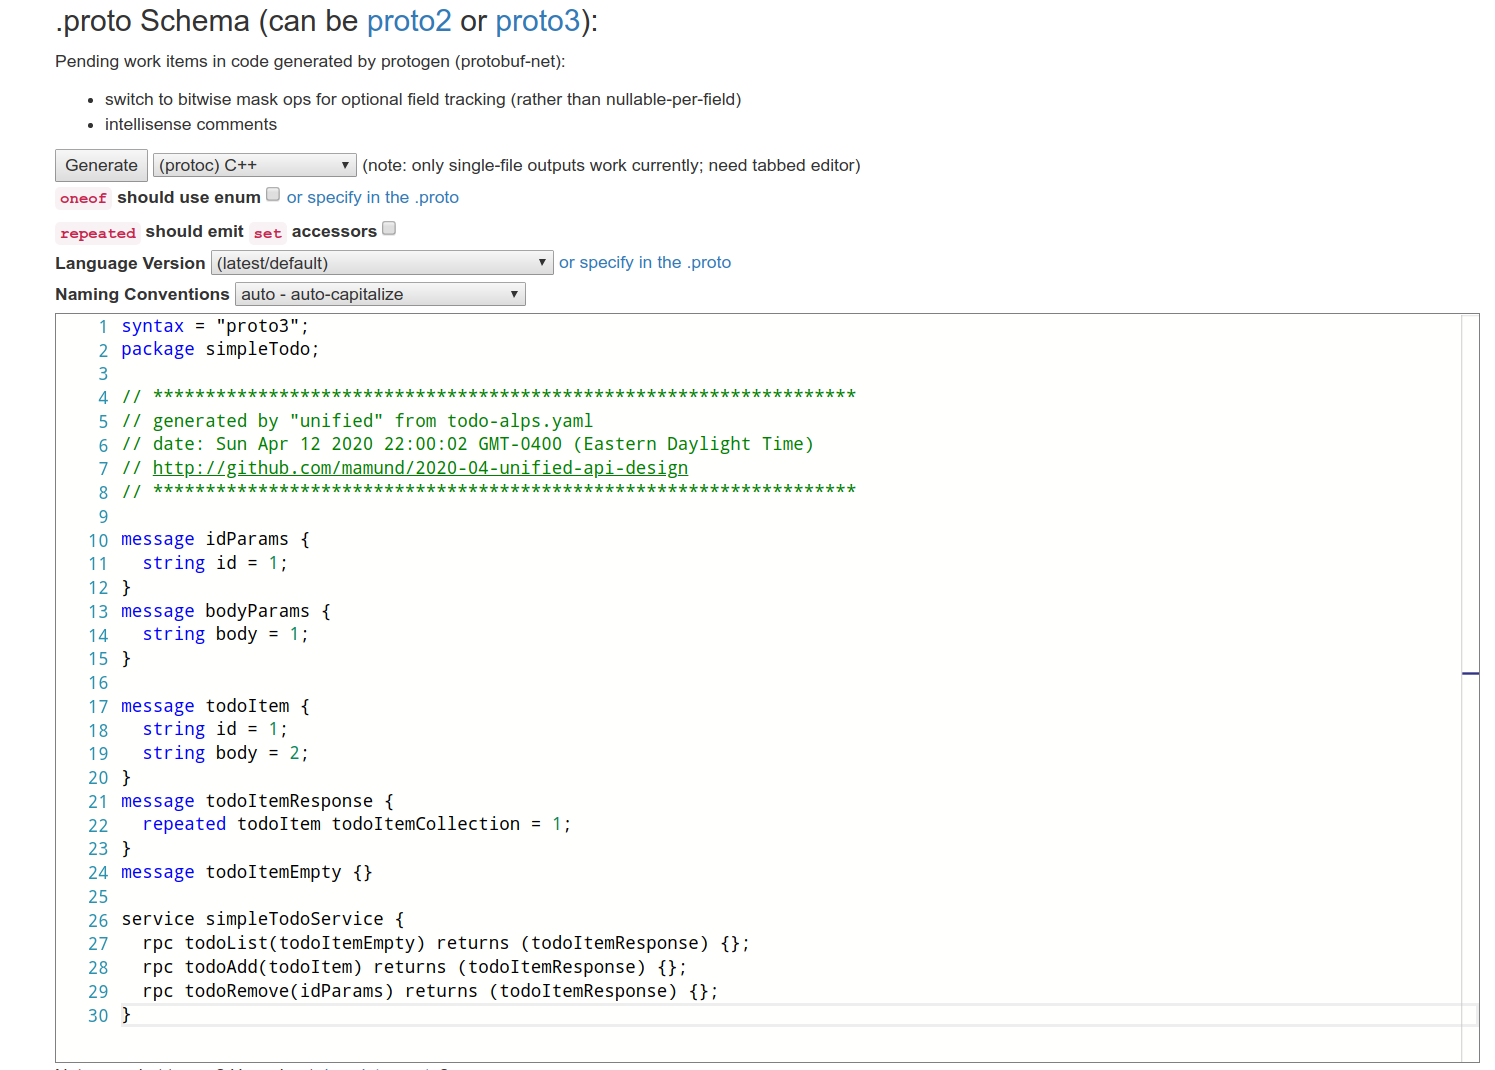 .proto Schema (can be proto2 or proto3):
Pending work items in code generated by protogen (protobuf-net):
• switch to bitwise mask ops for optional field tracking (rather than nullable-per-field)
• intellisense comments
Generate (protoc) C++ ▼ (note: only single-file outputs work currently; need tabbed editor)
oneof should use enum or specify in the .proto
repeated should emit set accessors
Language Version (latest/default) ▼ or specify in the .proto
Naming Conventions auto - auto-capitalize ▼
1 syntax = "proto3";
2 package simpleTodo;
3
4 // *******************************************************************
5 // generated by "unified" from todo-alps.yaml
6 // date: Sun Apr 12 2020 22:00:02 GMT-0400 (Eastern Daylight Time)
7 // http://github.com/mamund/2020-04-unified-api-design
8 // *******************************************************************
9
10 message idParams {
11   string id = 1;
12 }
13 message bodyParams {
14   string body = 1;
15 }
16
17 message todoItem {
18   string id = 1;
19   string body = 2;
20 }
21 message todoItemResponse {
22   repeated todoItem todoItemCollection = 1;
23 }
24 message todoItemEmpty {}
25
26 service simpleTodoService {
27   rpc todoList(todoItemEmpty) returns (todoItemResponse) {};
28   rpc todoAdd(todoItem) returns (todoItemResponse) {};
29   rpc todoRemove(idParams) returns (todoItemResponse) {};
30 }